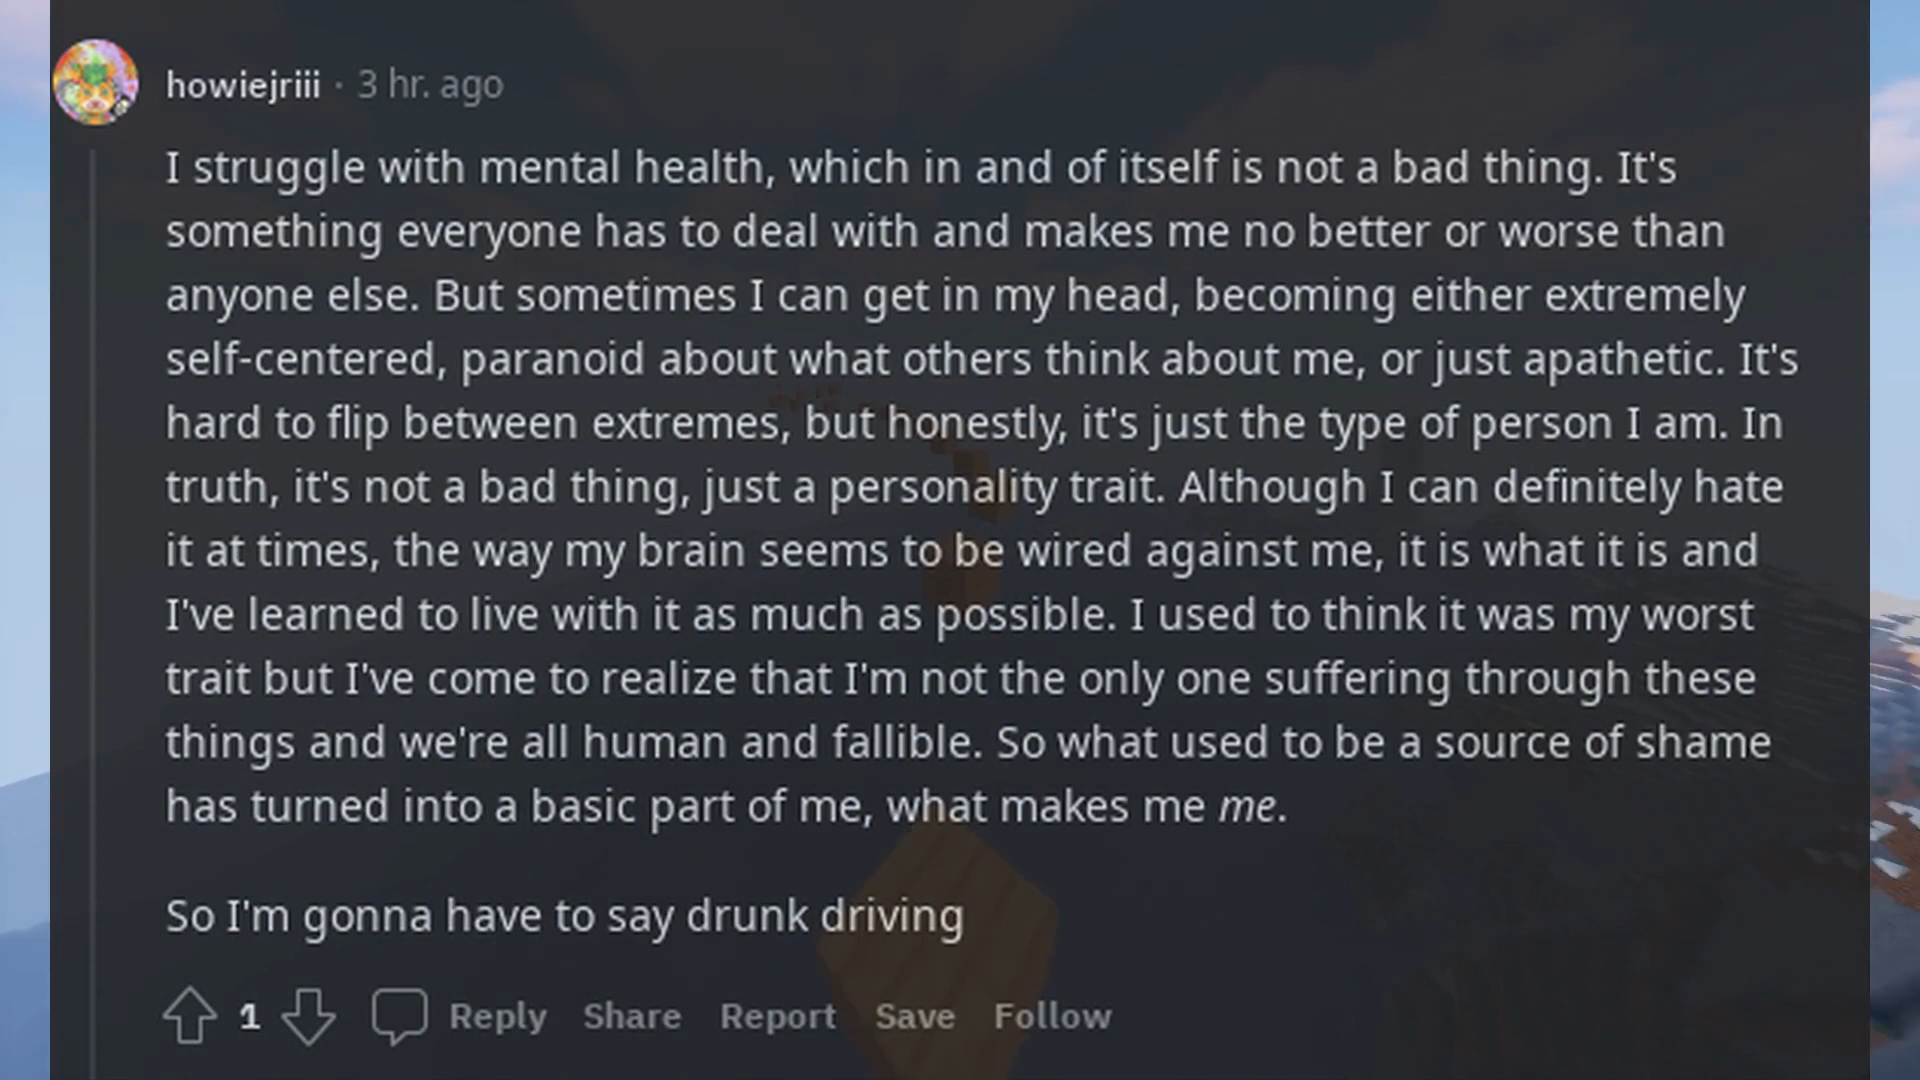 howiejriii · 3 hr. ago
I struggle with mental health, which in and of itself is not a bad thing. It's
something everyone has to deal with and makes me no better or worse than
anyone else. But sometimes I can get in my head, becoming either extremely
self-centered, paranoid about what others think about me, or just apathetic. It's
hard to flip between extremes, but honestly, it's just the type of person I am. In
truth, it's not a bad thing, just a personality trait. Although I can definitely hate
it at times, the way my brain seems to be wired against me, it is what it is and
I've learned to live with it as much as possible. I used to think it was my worst
trait but I've come to realize that I'm not the only one suffering through these
things and we're all human and fallible. So what used to be a source of shame
has turned into a basic part of me, what makes me me.
So I'm gonna have to say drunk driving
1 Reply Share Report Save Follow